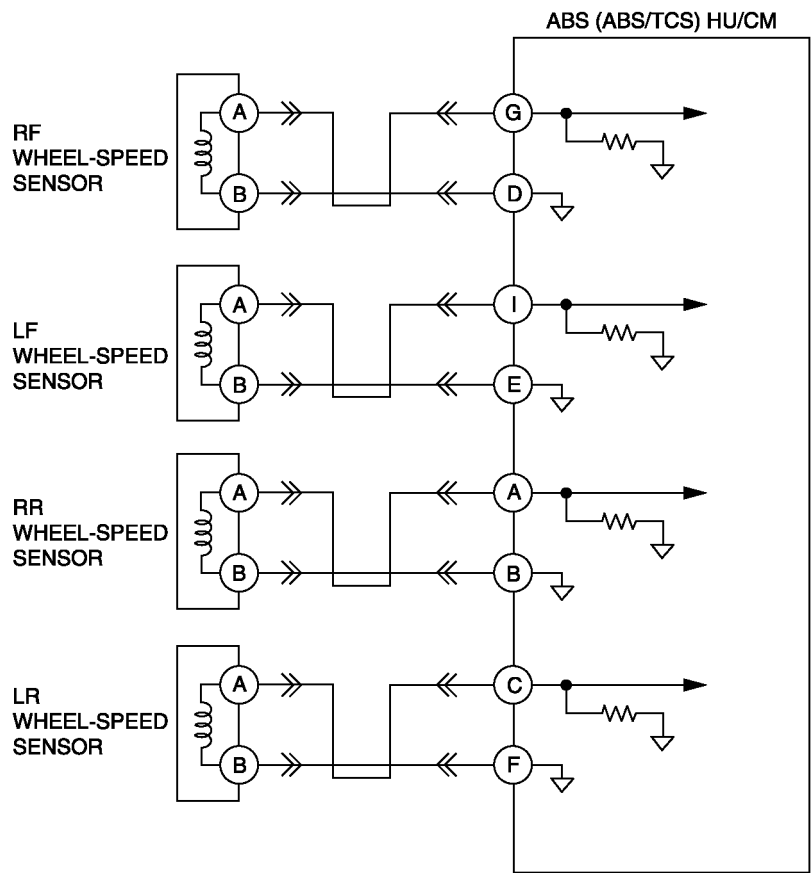 ABS (ABS/TCS) HU/CM
RF
WHEEL-SPEED
SENSOR
A
B
G
D
LF
WHEEL-SPEED
SENSOR
A
B
I
E
RR
WHEEL-SPEED
SENSOR
A
B
A
B
LR
WHEEL-SPEED
SENSOR
A
B
C
F